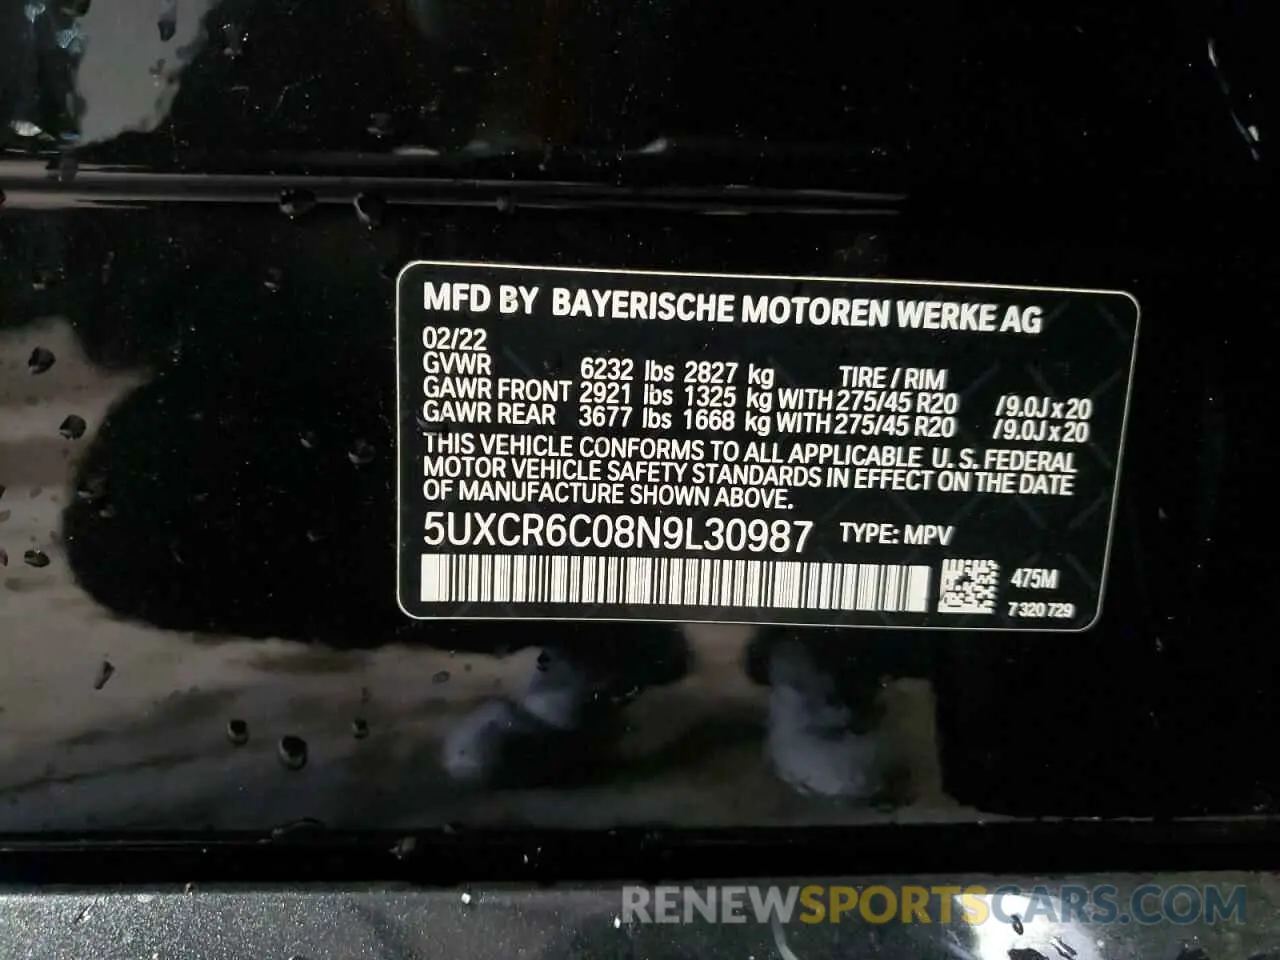 MFD BY BAYERISCHE MOTOREN WERKE AG
02/22
GVWR 6232 lbs 2827 kg TIRE / RIM
GAWR FRONT 2921 lbs 1325 kg WITH 275/45 R20 /9.0J x 20
GAWR REAR 3677 lbs 1668 kg WITH 275/45 R20 /9.0J x 20
THIS VEHICLE CONFORMS TO ALL APPLICABLE U. S. FEDERAL
MOTOR VEHICLE SAFETY STANDARDS IN EFFECT ON THE DATE
OF MANUFACTURE SHOWN ABOVE.
5UXCR6C08N9L30987 TYPE: MPV
475M
7 320 729
RENEWSPORTSCARS.COM